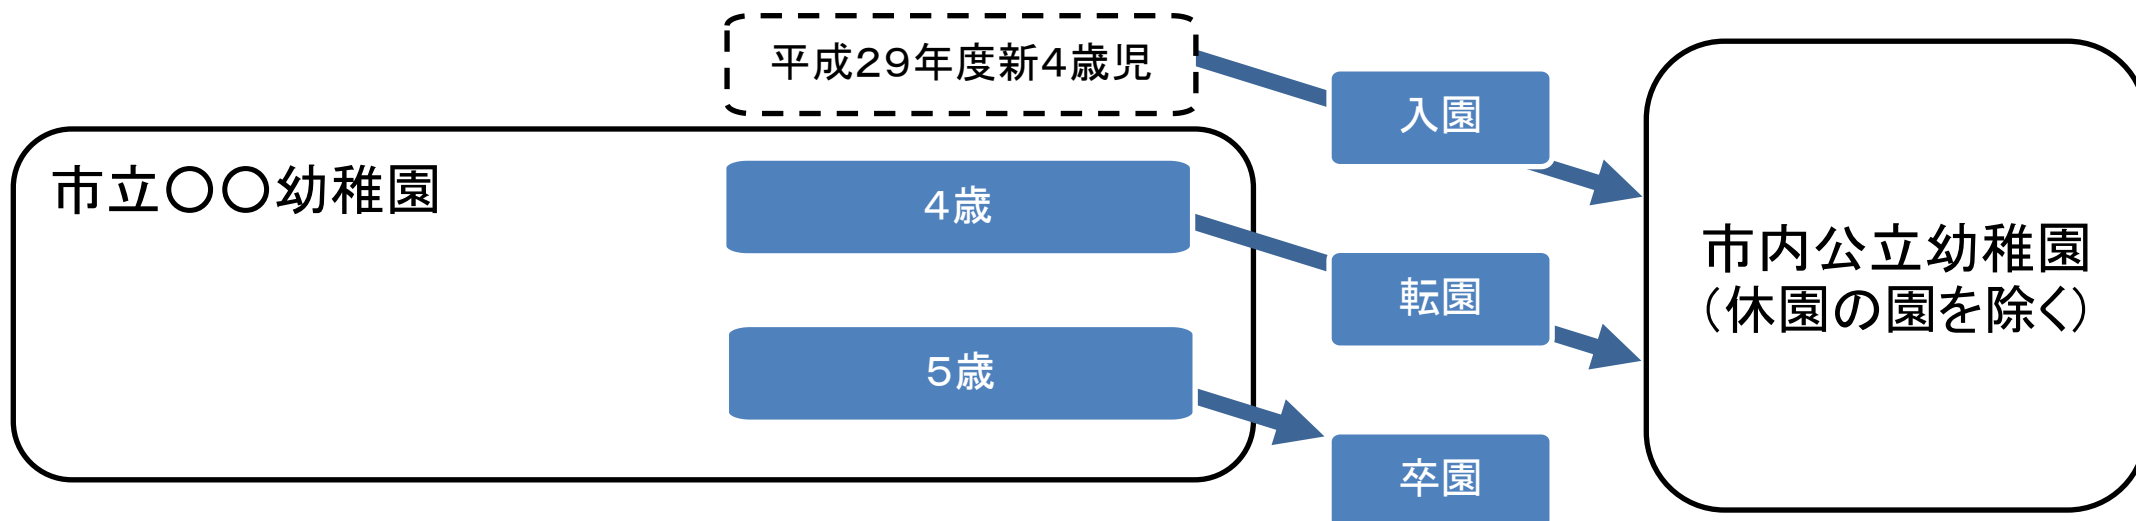 平成29年度新4歳児
入園
市立〇〇幼稚園
4歳
転園
市内公立幼稚園
（休園の園を除く）
5歳
卒園